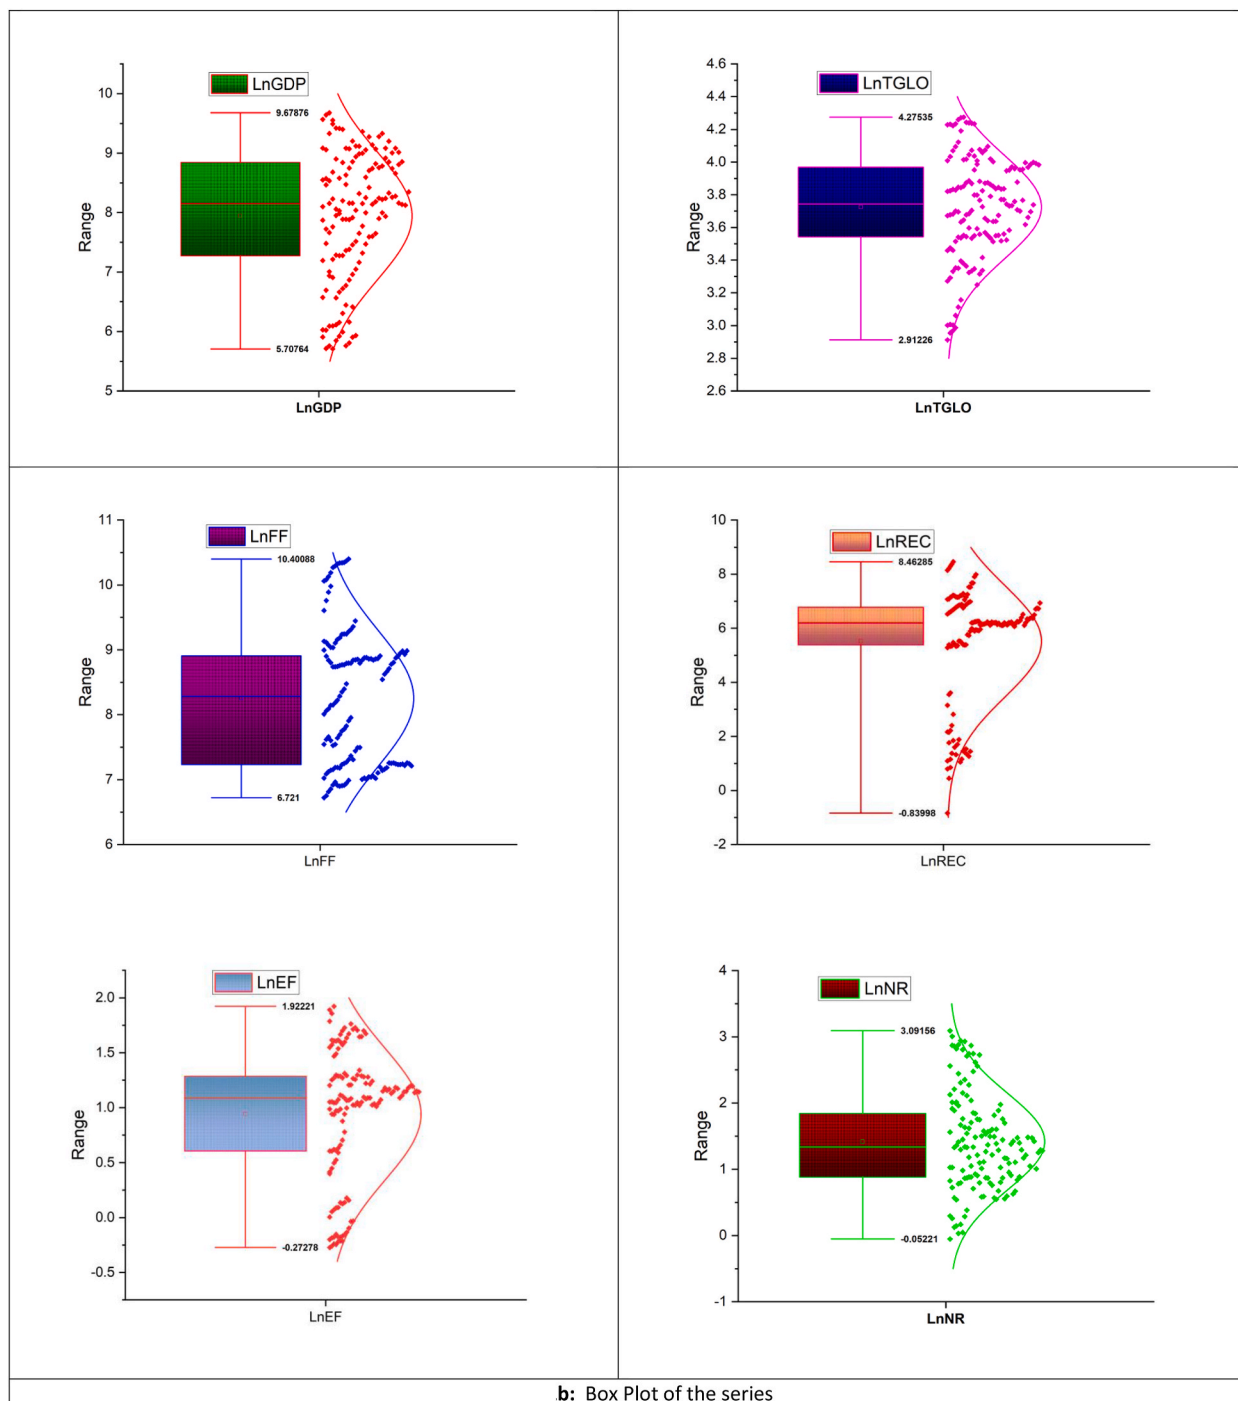 LnGDP
10
9
8
7
6
5
Range
9.67876
5.70764
LnGDP
LnTGLO
4.6
4.4
4.2
4.0
3.8
3.6
3.4
3.2
3.0
2.8
2.6
Range
4.27535
2.91226
LnTGLO
LnFF
11
10
9
8
7
6
Range
10.40088
6.721
LnFF
LnREC
10
8
6
4
2
0
-2
Range
8.46285
-0.83998
LnREC
LnEF
2.0
1.5
1.0
0.5
0.0
-0.5
Range
1.92221
-0.27278
LnEF
LnNR
4
3
2
1
0
-1
Range
3.09156
-0.05221
LnNR
b: Box Plot of the series